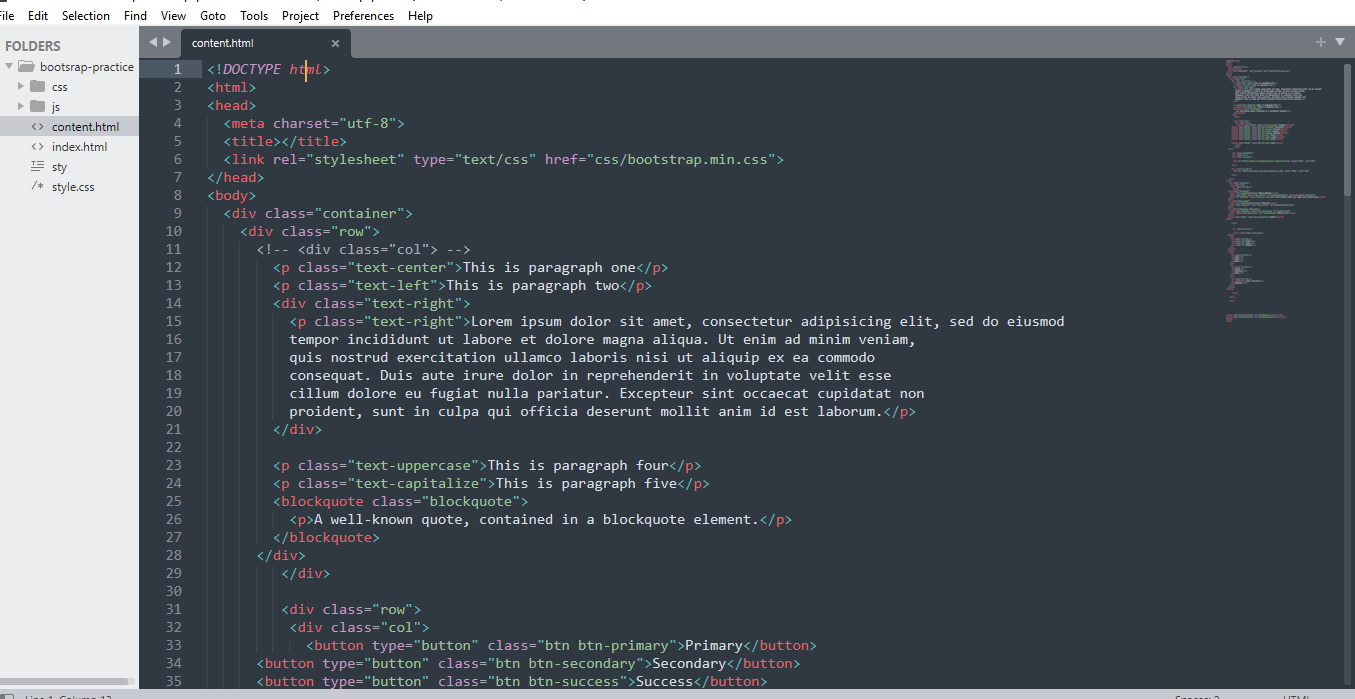 File Edit Selection Find View Goto Tools Project Preferences Help
FOLDERS
bootsrap-practice
css
js
<> content.html
<> index.html
sty
/* style.css
content.html ×
1 <!DOCTYPE html>
2 <html>
3 <head>
4 <meta charset="utf-8">
5 <title></title>
6 <link rel="stylesheet" type="text/css" href="css/bootstrap.min.css">
7 </head>
8 <body>
9 <div class="container">
10 <div class="row">
11 <!-- <div class="col"> -->
12 <p class="text-center">This is paragraph one</p>
13 <p class="text-left">This is paragraph two</p>
14 <div class="text-right">
15 <p class="text-right">Lorem ipsum dolor sit amet, consectetur adipisicing elit, sed do eiusmod
16 tempor incididunt ut labore et dolore magna aliqua. Ut enim ad minim veniam,
17 quis nostrud exercitation ullamco laboris nisi ut aliquip ex ea commodo
18 consequat. Duis aute irure dolor in reprehenderit in voluptate velit esse
19 cillum dolore eu fugiat nulla pariatur. Excepteur sint occaecat cupidatat non
20 proident, sunt in culpa qui officia deserunt mollit anim id est laborum.</p>
21 </div>
22
23 <p class="text-uppercase">This is paragraph four</p>
24 <p class="text-capitalize">This is paragraph five</p>
25 <blockquote class="blockquote">
26 <p>A well-known quote, contained in a blockquote element.</p>
27 </blockquote>
28 </div>
29 </div>
30
31 <div class="row">
32 <div class="col">
33 <button type="button" class="btn btn-primary">Primary</button>
34 <button type="button" class="btn btn-secondary">Secondary</button>
35 <button type="button" class="btn btn-success">Success</button>